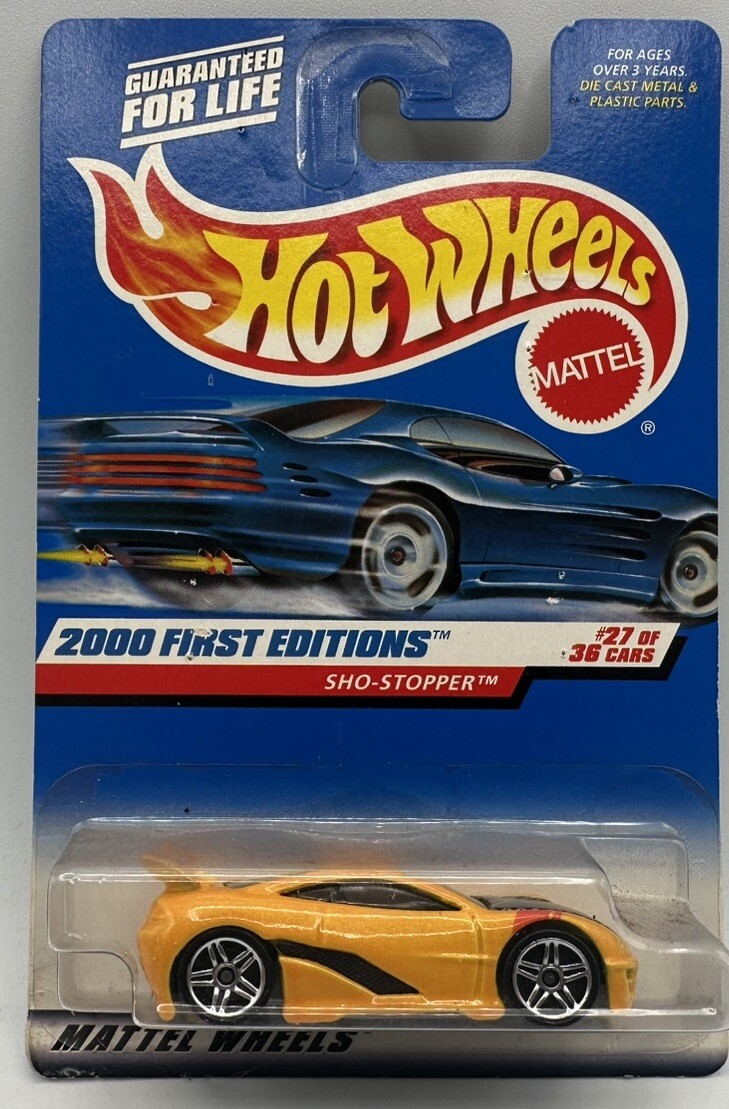 GUARANTEED
FOR LIFE
FOR AGES
OVER 3 YEARS.
DIE CAST METAL &
PLASTIC PARTS.
HOT WHEELS
MATTEL
®
2000 FIRST EDITIONS™
#27 OF
36 CARS
SHO-STOPPER™
MATTEL WHEELS™